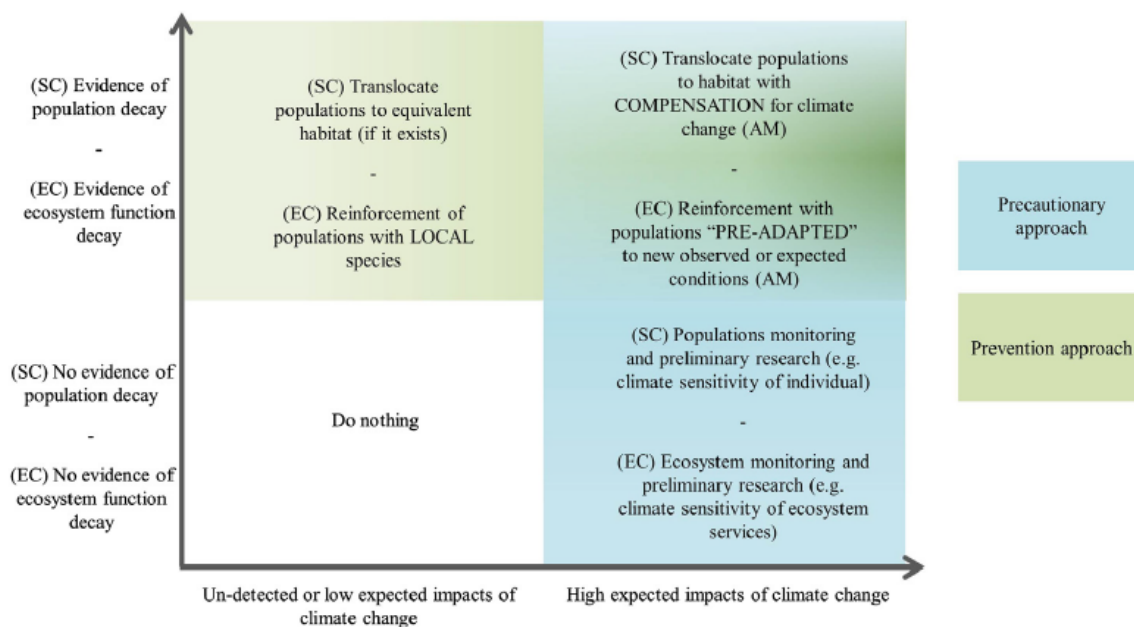 (SC) Evidence of
population decay
-
(EC) Evidence of
ecosystem function
decay
(SC) Translocate
populations to equivalent
habitat (if it exists)
-
(EC) Reinforcement of
populations with LOCAL
species
(SC) Translocate populations
to habitat with
COMPENSATION for climate
change (AM)
-
(EC) Reinforcement with
populations “PRE-ADAPTED”
to new observed or expected
conditions (AM)
Precautionary
approach
Prevention approach
(SC) No evidence of
population decay
-
(EC) No evidence of
ecosystem function
decay
Do nothing
(SC) Populations monitoring
and preliminary research (e.g.
climate sensitivity of individual)
-
(EC) Ecosystem monitoring and
preliminary research (e.g.
climate sensitivity of ecosystem
services)
Un-detected or low expected impacts of
climate change
High expected impacts of climate change